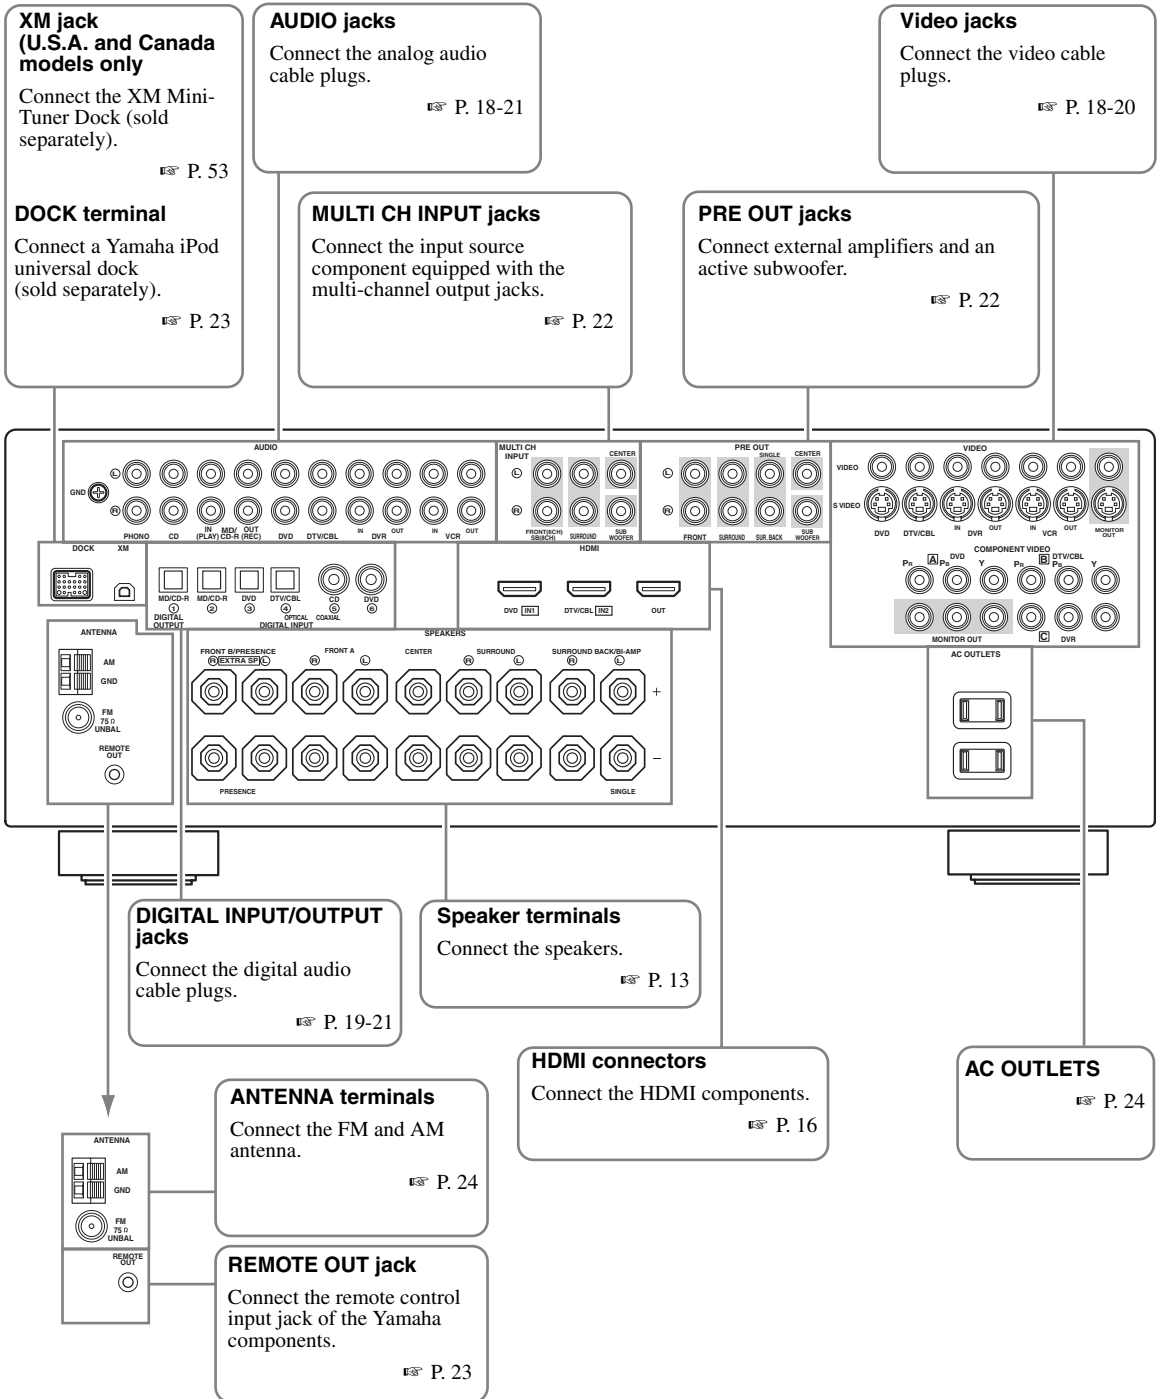 XM jack
(U.S.A. and Canada
models only
Connect the XM Mini-
Tuner Dock (sold
separately).
☞ P. 53
DOCK terminal
Connect a Yamaha iPod
universal dock
(sold separately).
☞ P. 23
AUDIO jacks
Connect the analog audio
cable plugs.
☞ P. 18-21
Video jacks
Connect the video cable
plugs.
☞ P. 18-20
MULTI CH INPUT jacks
Connect the input source
component equipped with the
multi-channel output jacks.
☞ P. 22
PRE OUT jacks
Connect external amplifiers and an
active subwoofer.
☞ P. 22
AUDIO
L
GND
R
PHONO CD IN (PLAY) MD/CD-R OUT (REC) DVD DTV/CBL IN DVR OUT IN VCR OUT
MULTI CH
INPUT
CENTER
L
R
FRONT(6CH)
SB(8CH)
SURROUND
SUB
WOOFER
PRE OUT
SINGLE
CENTER
L
R
FRONT SURROUND SUR. BACK
SUB
WOOFER
VIDEO
VIDEO
S VIDEO
DVD DTV/CBL IN DVR OUT IN VCR OUT
MONITOR
OUT
COMPONENT VIDEO
A DVD B DTV/CBL
PR PB Y PR PB Y
MONITOR OUT C DVR
DOCK XM
MD/CD-R MD/CD-R DVD DTV/CBL CD DVD
1 2 3 4 5 6
DIGITAL
OUTPUT
OPTICAL COAXIAL
DIGITAL INPUT
HDMI
DVD IN1 DTV/CBL IN2 OUT
ANTENNA
AM
GND
FM
75 Ω
UNBAL
REMOTE
OUT
SPEAKERS
FRONT B/PRESENCE FRONT A CENTER SURROUND SURROUND BACK/BI-AMP
R EXTRA SP L R L R L R L
+
–
PRESENCE SINGLE
AC OUTLETS
DIGITAL INPUT/OUTPUT
jacks
Connect the digital audio
cable plugs.
☞ P. 19-21
Speaker terminals
Connect the speakers.
☞ P. 13
HDMI connectors
Connect the HDMI components.
☞ P. 16
AC OUTLETS
☞ P. 24
ANTENNA
AM
GND
FM
75 Ω
UNBAL
REMOTE
OUT
ANTENNA terminals
Connect the FM and AM
antenna.
☞ P. 24
REMOTE OUT jack
Connect the remote control
input jack of the Yamaha
components.
☞ P. 23